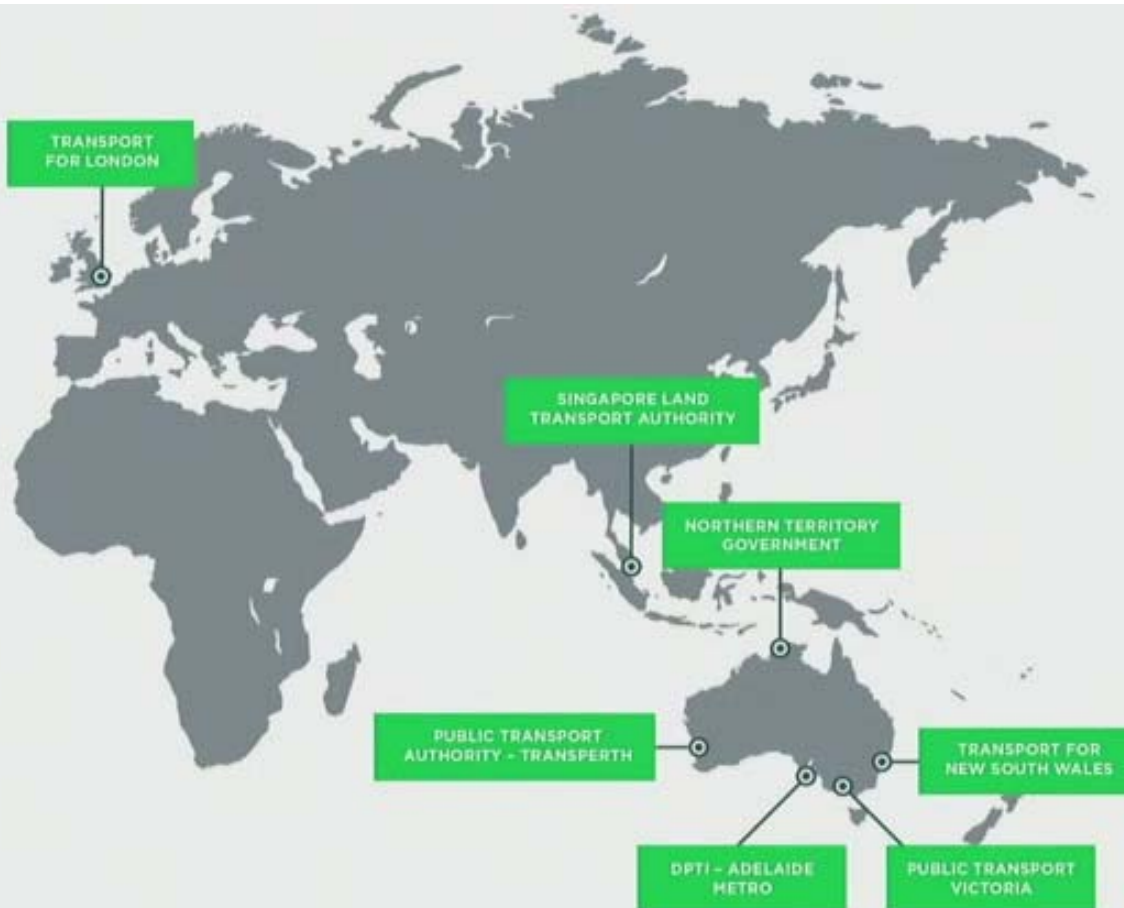 TRANSPORT
FOR LONDON
SINGAPORE LAND
TRANSPORT AUTHORITY
NORTHERN TERRITORY
GOVERNMENT
PUBLIC TRANSPORT
AUTHORITY – TRANSPERTH
TRANSPORT FOR
NEW SOUTH WALES
DPTI – ADELAIDE
METRO
PUBLIC TRANSPORT
VICTORIA